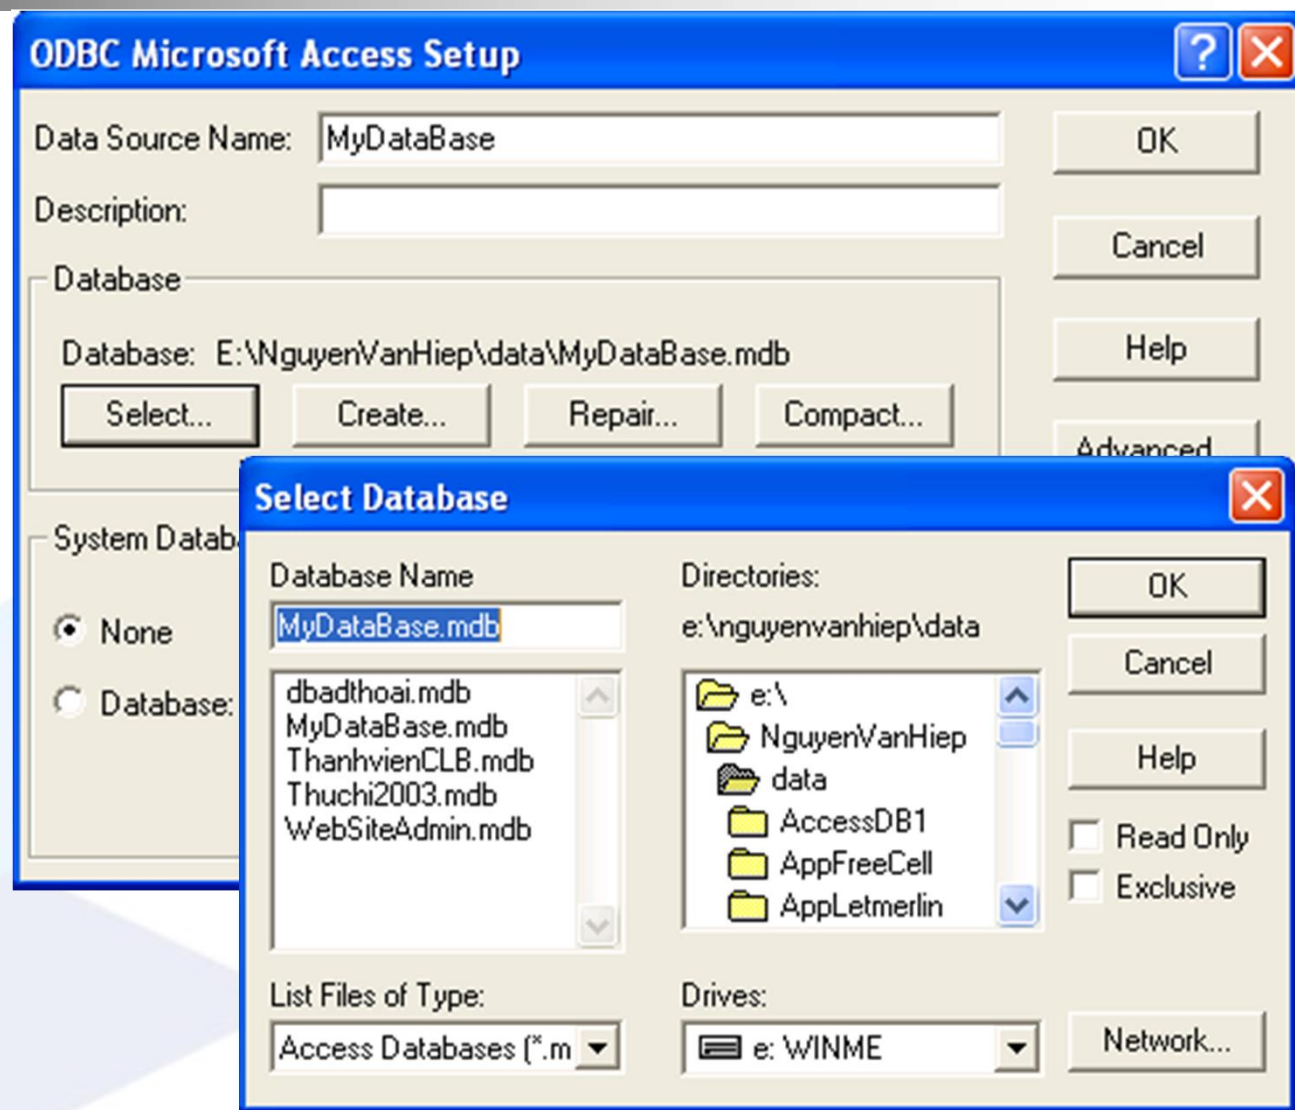 ODBC Microsoft Access Setup
Data Source Name: MyDataBase
OK
Description:
Cancel
Database
Database: E:\NguyenVanHiep\data\MyDataBase.mdb
Help
Select... Create... Repair... Compact...
Advanced...
System Datab
None
Database:
Select Database
Database Name
MyDataBase.mdb
dbadthoai.mdb
MyDataBase.mdb
ThanhvienCLB.mdb
Thuchi2003.mdb
WebSiteAdmin.mdb
List Files of Type:
Access Databases (*.m
Directories:
e:\nguyenvanhiep\data
e:\
NguyenVanHiep
data
AccessDB1
AppFreeCell
AppLetmerlin
Drives:
e: WINME
OK
Cancel
Help
Read Only
Exclusive
Network...